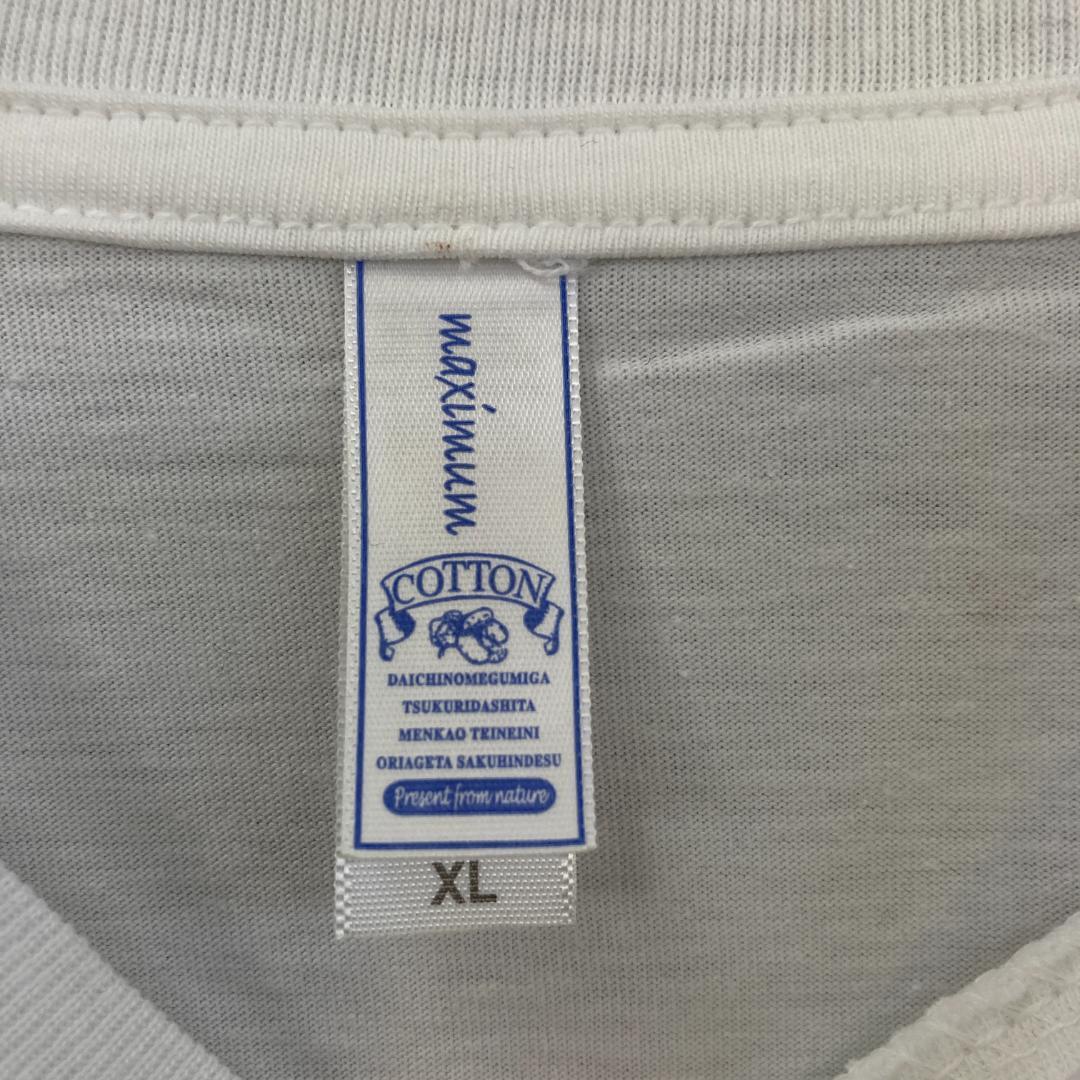 maximum
COTTON
DAICHINOMEGUMIGA
TSUKURIDASHITA
MENKAO TEINEINI
ORIAGETA SAKUHINDESU
Present from nature
XL